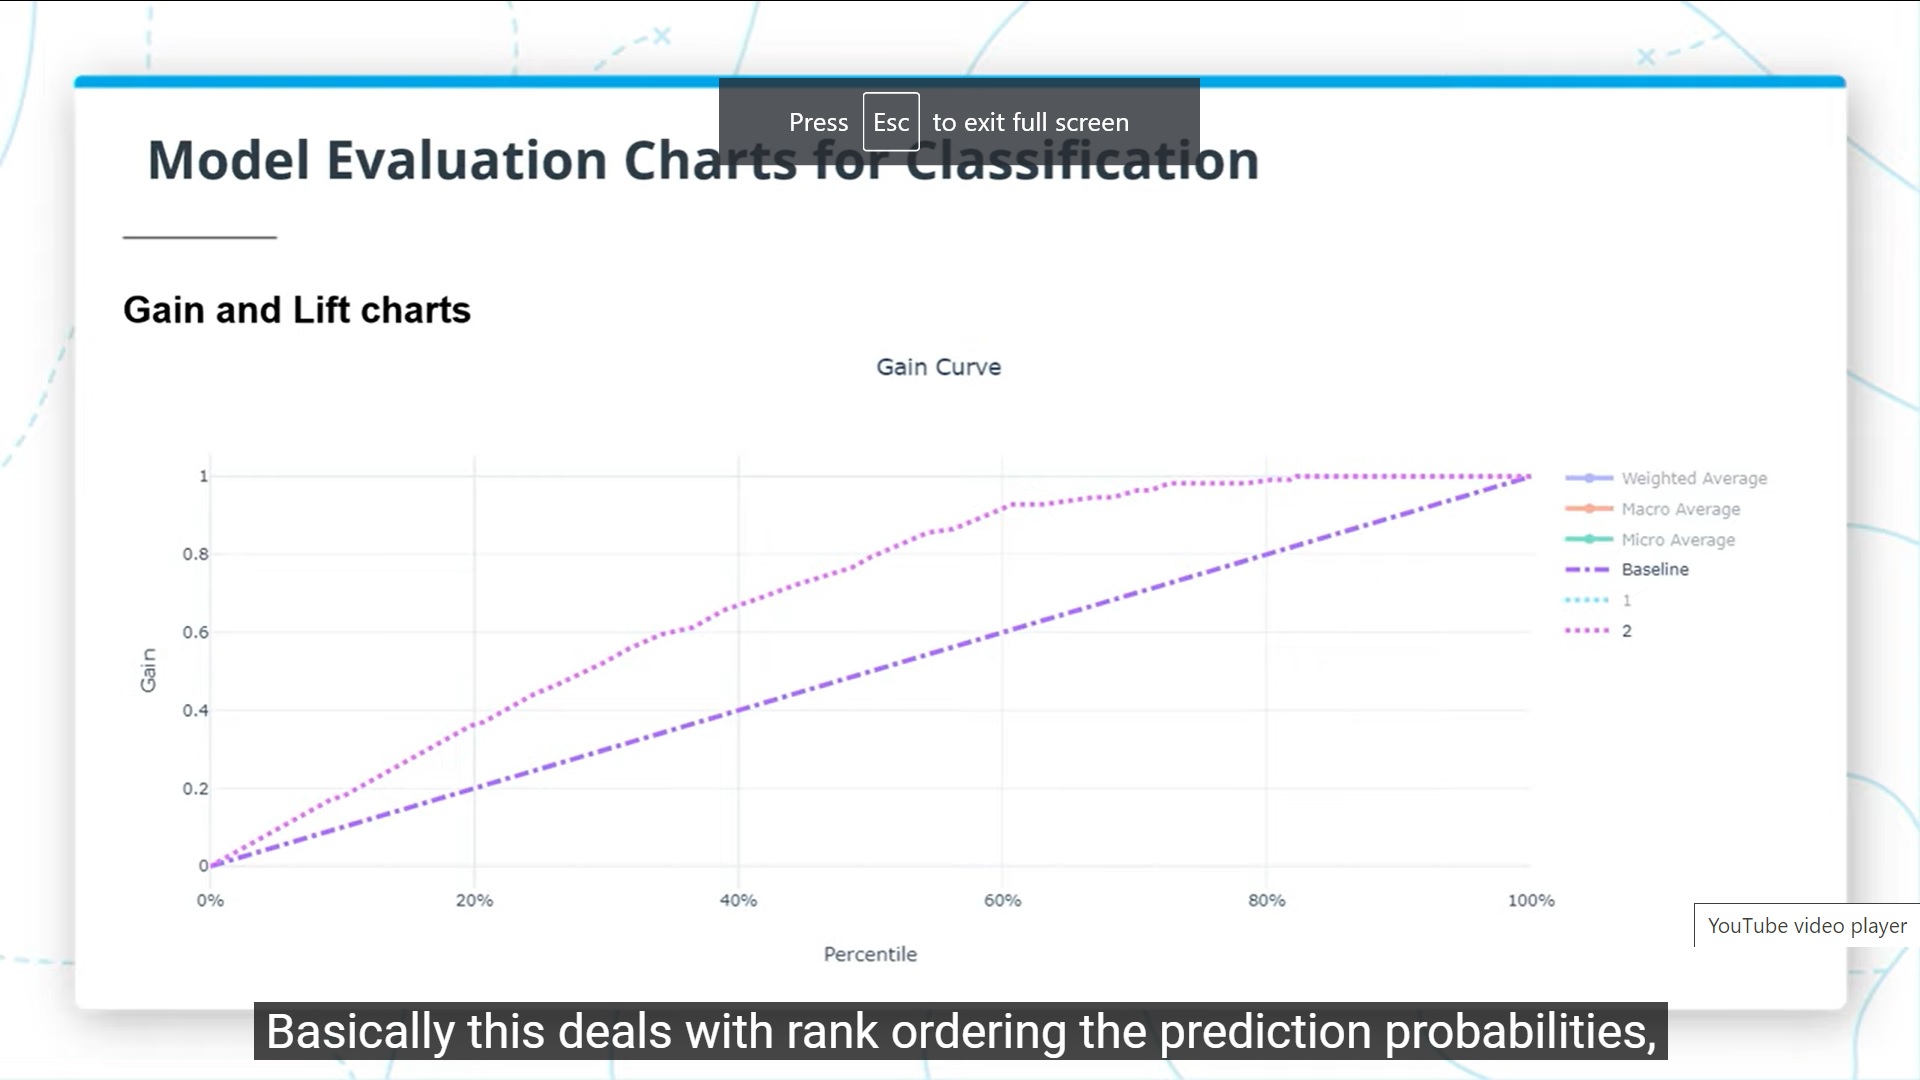 Press Esc to exit full screen
Model Evaluation Charts for Classification
Gain and Lift charts
Gain Curve
1
0.8
0.6
0.4
0.2
0
Gain
0%
20%
40%
60%
80%
100%
Percentile
Weighted Average
Macro Average
Micro Average
Baseline
1
2
YouTube video player
Basically this deals with rank ordering the prediction probabilities,